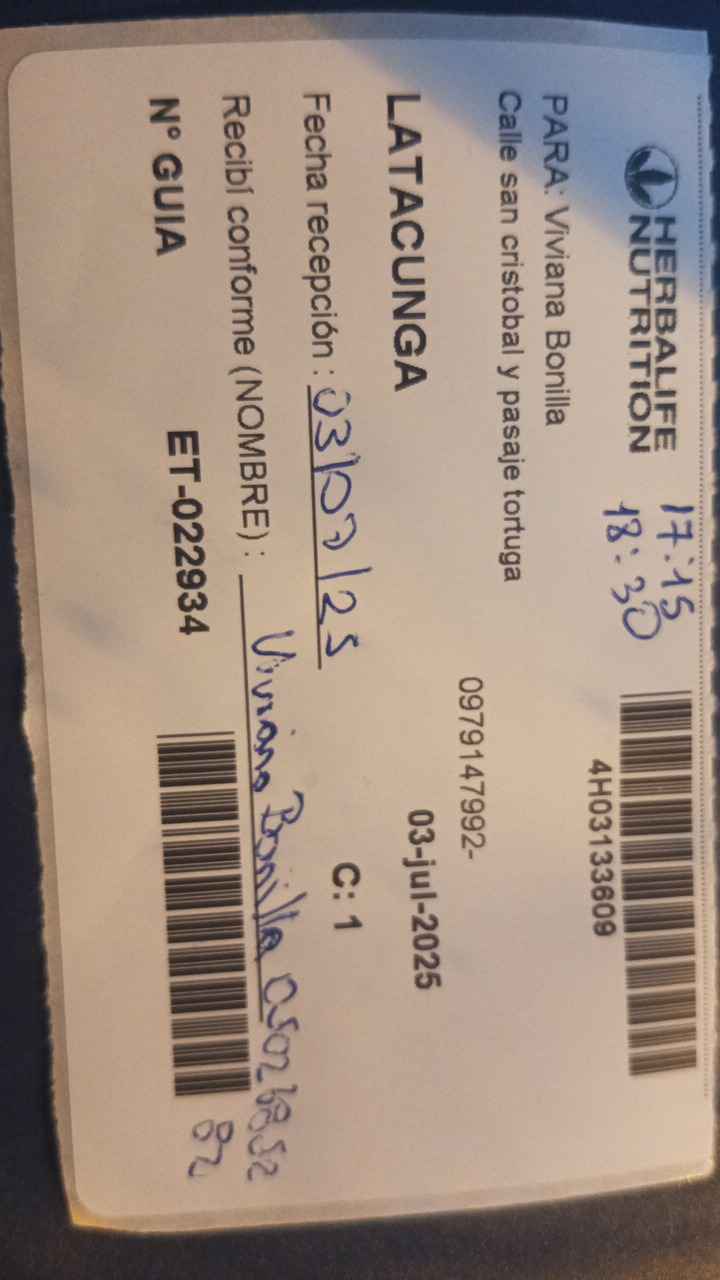 HERBALIFE
NUTRITION
17:15
18:30
4H03133609
PARA: Viviana Bonilla
Calle san cristobal y pasaje tortuga
0979147992-
LATACUNGA
03-jul-2025
Fecha recepción : 03/07/25
C: 1
Recibí conforme (NOMBRE) : Viviana Bonilla
Nº GUIA ET-022934